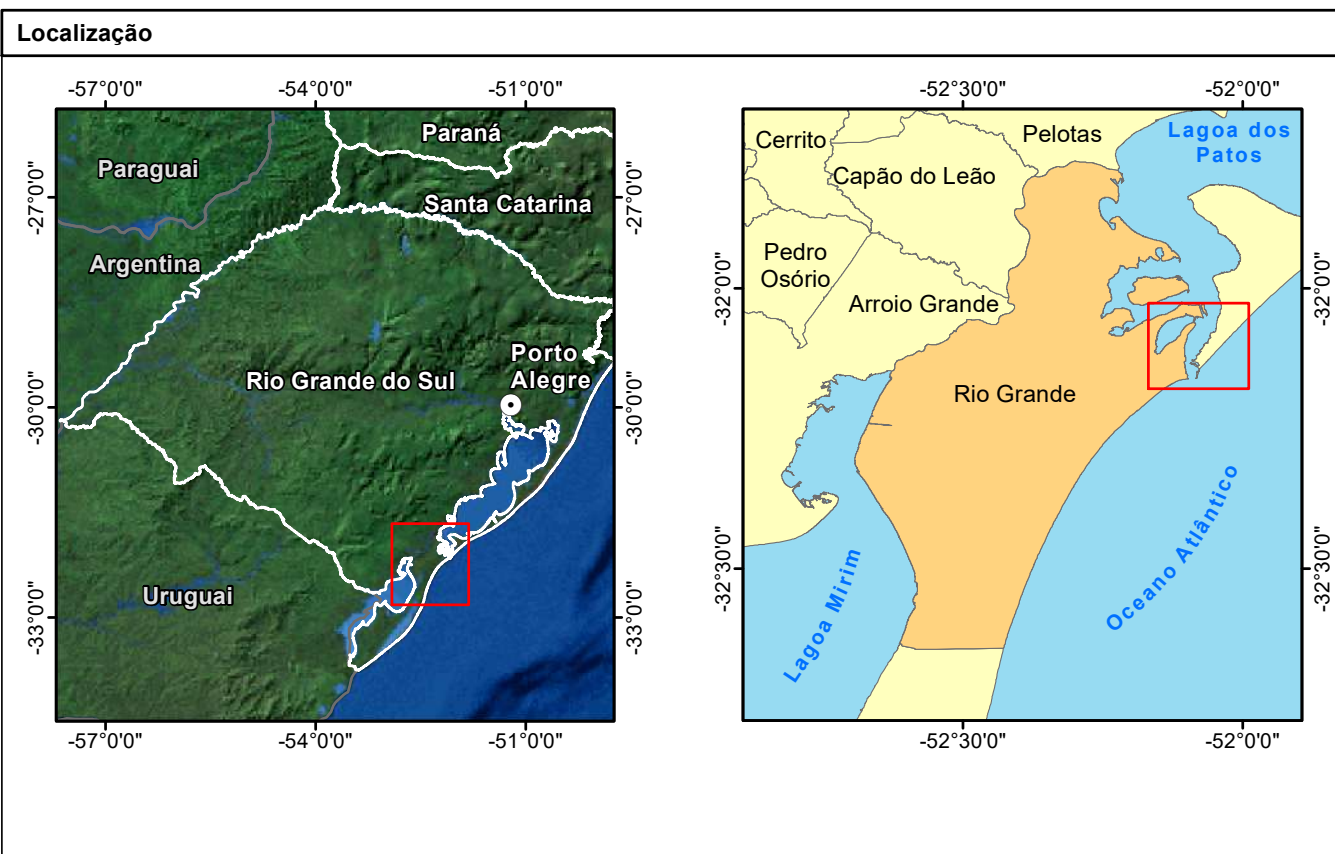 Localização
-57°0'0"
-54°0'0"
-51°0'0"
Paraná
Paraguai
Santa Catarina
-27°0'0"
-27°0'0"
Argentina
Porto
Alegre
Rio Grande do Sul
-30°0'0"
-30°0'0"
Uruguai
-33°0'0"
-33°0'0"
-57°0'0"
-54°0'0"
-51°0'0"
-52°30'0"
-52°0'0"
Cerrito
Pelotas
Lagoa dos
Patos
Capão do Leão
Pedro
Osório
-32°0'0"
-32°0'0"
Arroio Grande
Rio Grande
Oceano Atlântico
Lagoa Mirim
-32°30'0"
-32°30'0"
-52°30'0"
-52°0'0"